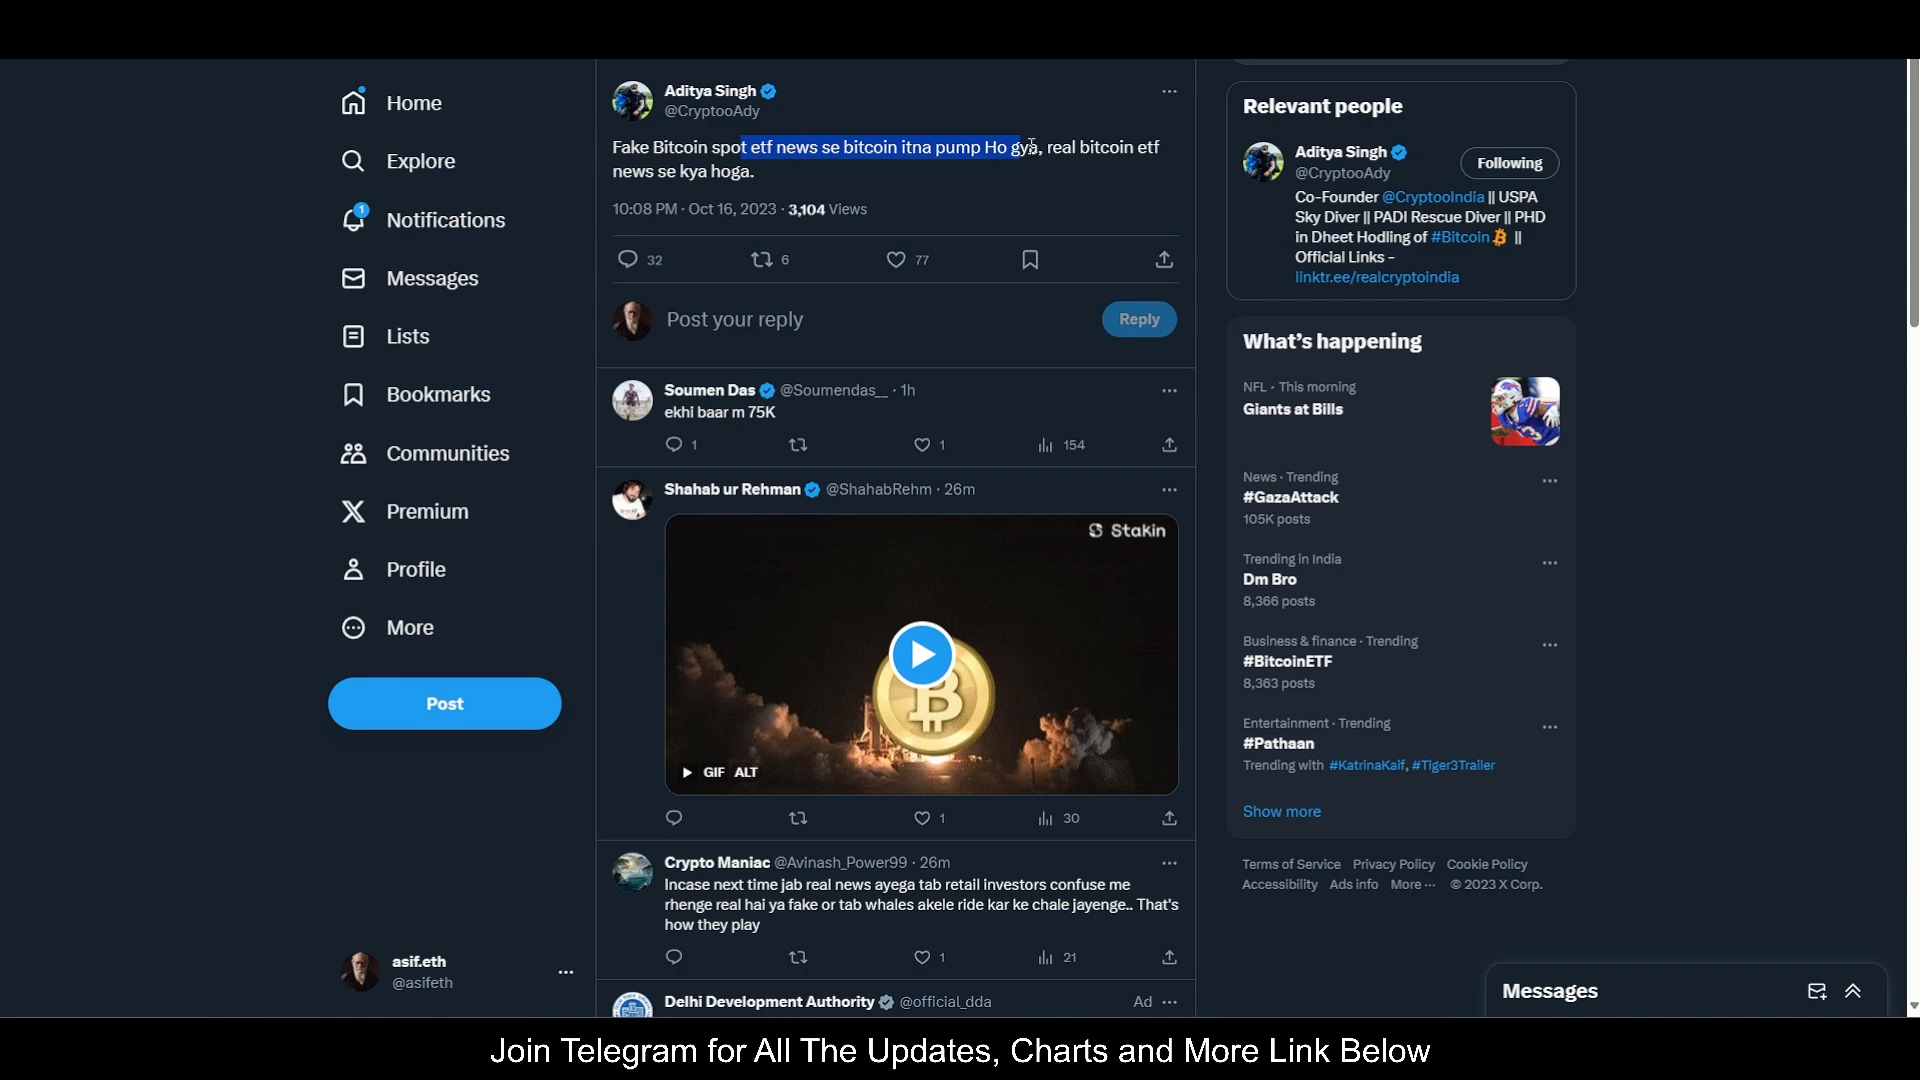 Home
Explore
1
Notifications
Messages
Lists
Bookmarks
Communities
Premium
Profile
More
Post
asif.eth
@asifeth
Aditya Singh
@CryptooAdy
Fake Bitcoin spot etf news se bitcoin itna pump Ho gya, real bitcoin etf
news se kya hoga.
10:08 PM · Oct 16, 2023 · 3,104 Views
32 6 77
Post your reply
Reply
Soumen Das @Soumendas__ · 1h
ekhi baar m 75K
1 1 154
Shahab ur Rehman @ShahabRehm · 26m
Stakin
B
GIF ALT
1 30
Crypto Maniac @Avinash_Power99 · 26m
Incase next time jab real news ayega tab retail investors confuse me
rhenge real hai ya fake or tab whales akele ride kar ke chale jayenge.. That's
how they play
1 21
Delhi Development Authority @official_dda Ad
Relevant people
Aditya Singh
@CryptooAdy
Following
Co-Founder @CryptooIndia || USPA
Sky Diver || PADI Rescue Diver || PHD
in Dheet Hodling of #Bitcoin ||
Official Links -
linktr.ee/realcryptoindia
What's happening
NFL · This morning
Giants at Bills
News · Trending
#GazaAttack
105K posts
Trending in India
Dm Bro
8,366 posts
Business & finance · Trending
#BitcoinETF
8,363 posts
Entertainment · Trending
#Pathaan
Trending with #KatrinaKaif, #Tiger3Trailer
Show more
Terms of Service Privacy Policy Cookie Policy
Accessibility Ads info More ··· © 2023 X Corp.
Messages
Join Telegram for All The Updates, Charts and More Link Below